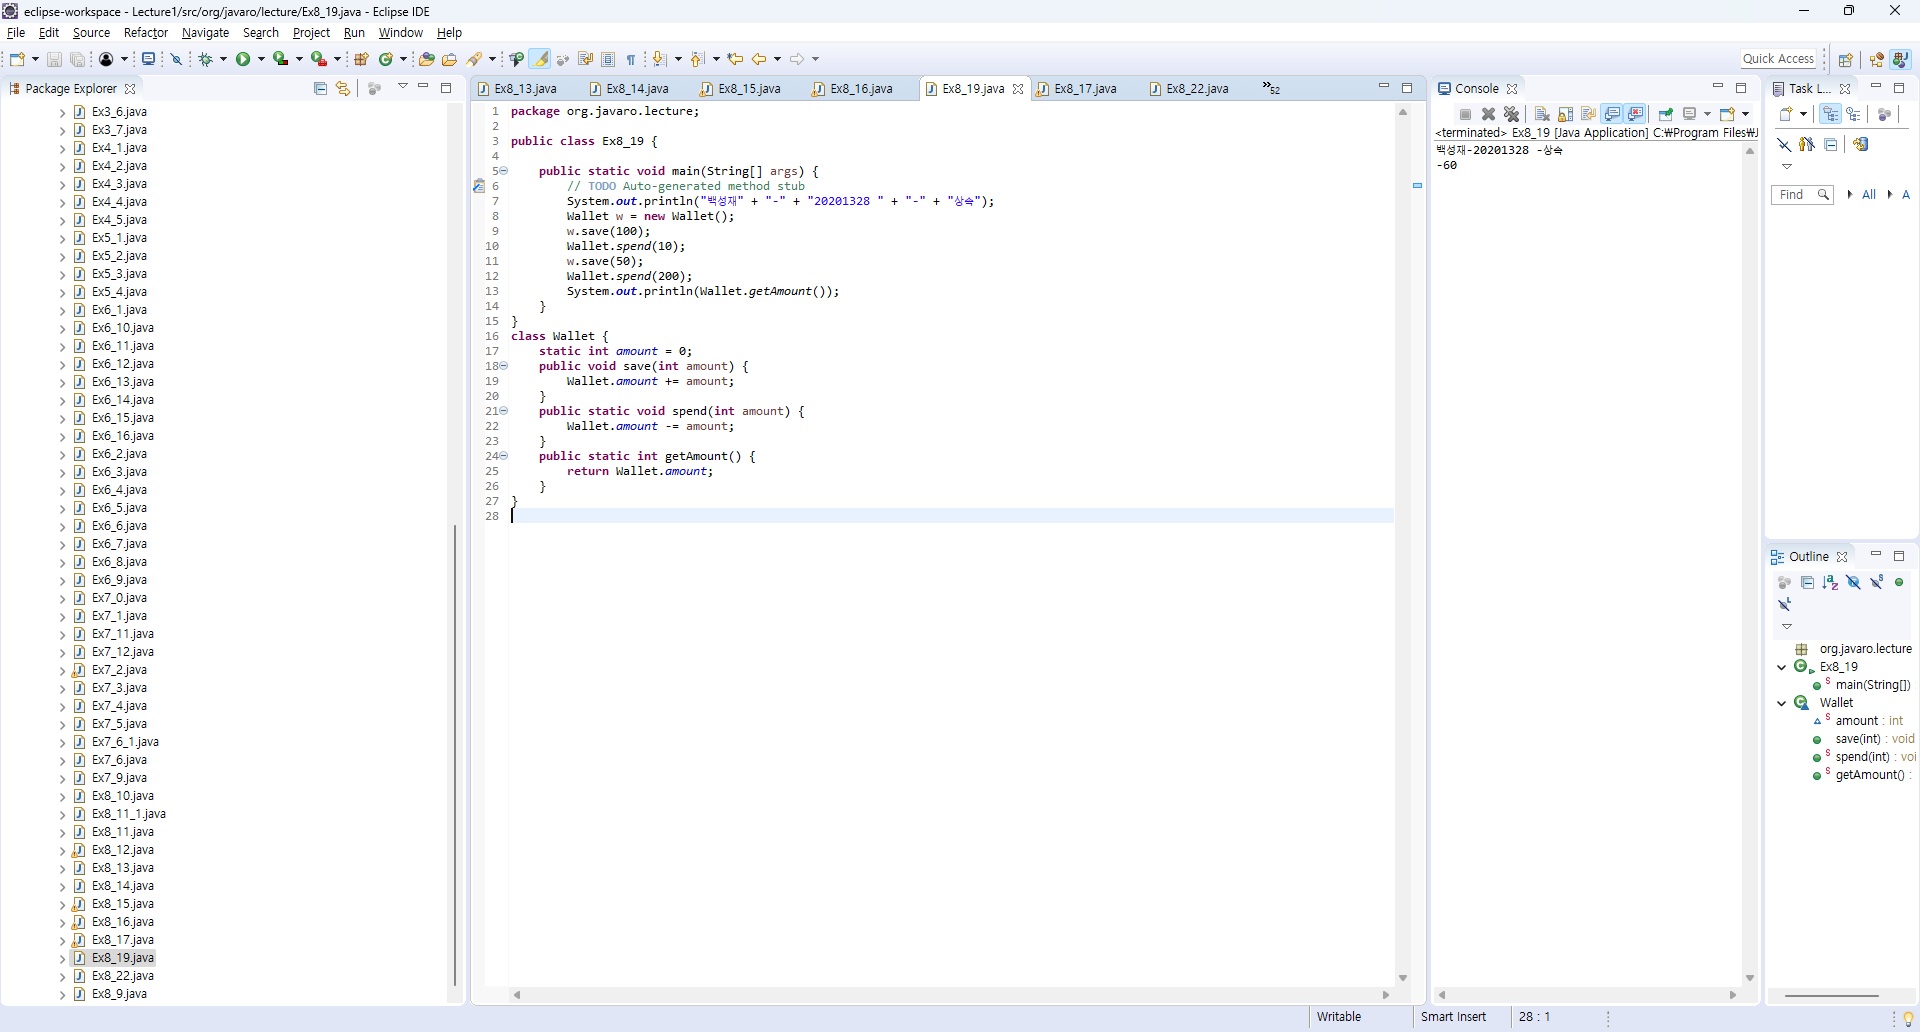 eclipse-workspace - Lecture1/src/org/javaro/lecture/Ex8_19.java - Eclipse IDE
File Edit Source Refactor Navigate Search Project Run Window Help
Quick Access
Package Explorer
Ex3_6.java
Ex3_7.java
Ex4_1.java
Ex4_2.java
Ex4_3.java
Ex4_4.java
Ex4_5.java
Ex5_1.java
Ex5_2.java
Ex5_3.java
Ex5_4.java
Ex6_1.java
Ex6_10.java
Ex6_11.java
Ex6_12.java
Ex6_13.java
Ex6_14.java
Ex6_15.java
Ex6_16.java
Ex6_2.java
Ex6_3.java
Ex6_4.java
Ex6_5.java
Ex6_6.java
Ex6_7.java
Ex6_8.java
Ex6_9.java
Ex7_0.java
Ex7_1.java
Ex7_11.java
Ex7_12.java
Ex7_2.java
Ex7_3.java
Ex7_4.java
Ex7_5.java
Ex7_6_1.java
Ex7_6.java
Ex7_9.java
Ex8_10.java
Ex8_11_1.java
Ex8_11.java
Ex8_12.java
Ex8_13.java
Ex8_14.java
Ex8_15.java
Ex8_16.java
Ex8_17.java
Ex8_19.java
Ex8_22.java
Ex8_9.java
Ex8_13.java Ex8_14.java Ex8_15.java Ex8_16.java Ex8_19.java Ex8_17.java Ex8_22.java »52
1 package org.javaro.lecture;
2
3 public class Ex8_19 {
4
5 public static void main(String[] args) {
6 // TODO Auto-generated method stub
7 System.out.println("백성재" + "-" + "20201328 " + "-" + "상속");
8 Wallet w = new Wallet();
9 w.save(100);
10 Wallet.spend(10);
11 w.save(50);
12 Wallet.spend(200);
13 System.out.println(Wallet.getAmount());
14 }
15 }
16 class Wallet {
17 static int amount = 0;
18 public void save(int amount) {
19 Wallet.amount += amount;
20 }
21 public static void spend(int amount) {
22 Wallet.amount -= amount;
23 }
24 public static int getAmount() {
25 return Wallet.amount;
26 }
27 }
28
Console
<terminated> Ex8_19 [Java Application] C:₩Program Files₩J
백성재-20201328 -상속
-60
Task L...
Find All A
Outline
org.javaro.lecture
Ex8_19
main(String[])
Wallet
amount : int
save(int) : void
spend(int) : voi
getAmount() :
Writable Smart Insert 28 : 1